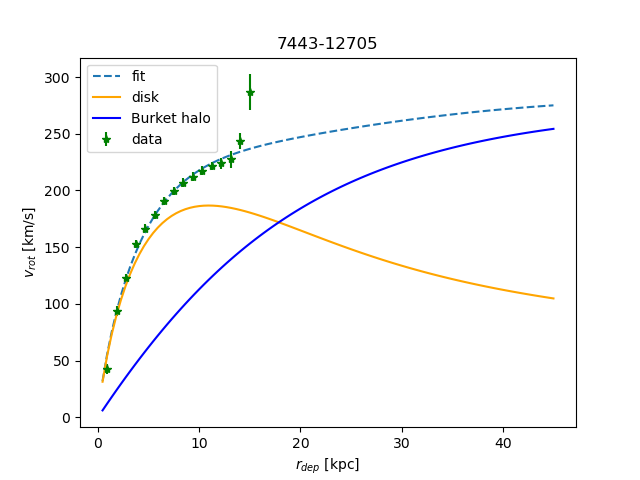 7443-12705
fit
disk
Burket halo
data
300
250
200
150
100
50
0
v_rot [km/s]
0 10 20 30 40
r_dep [kpc]